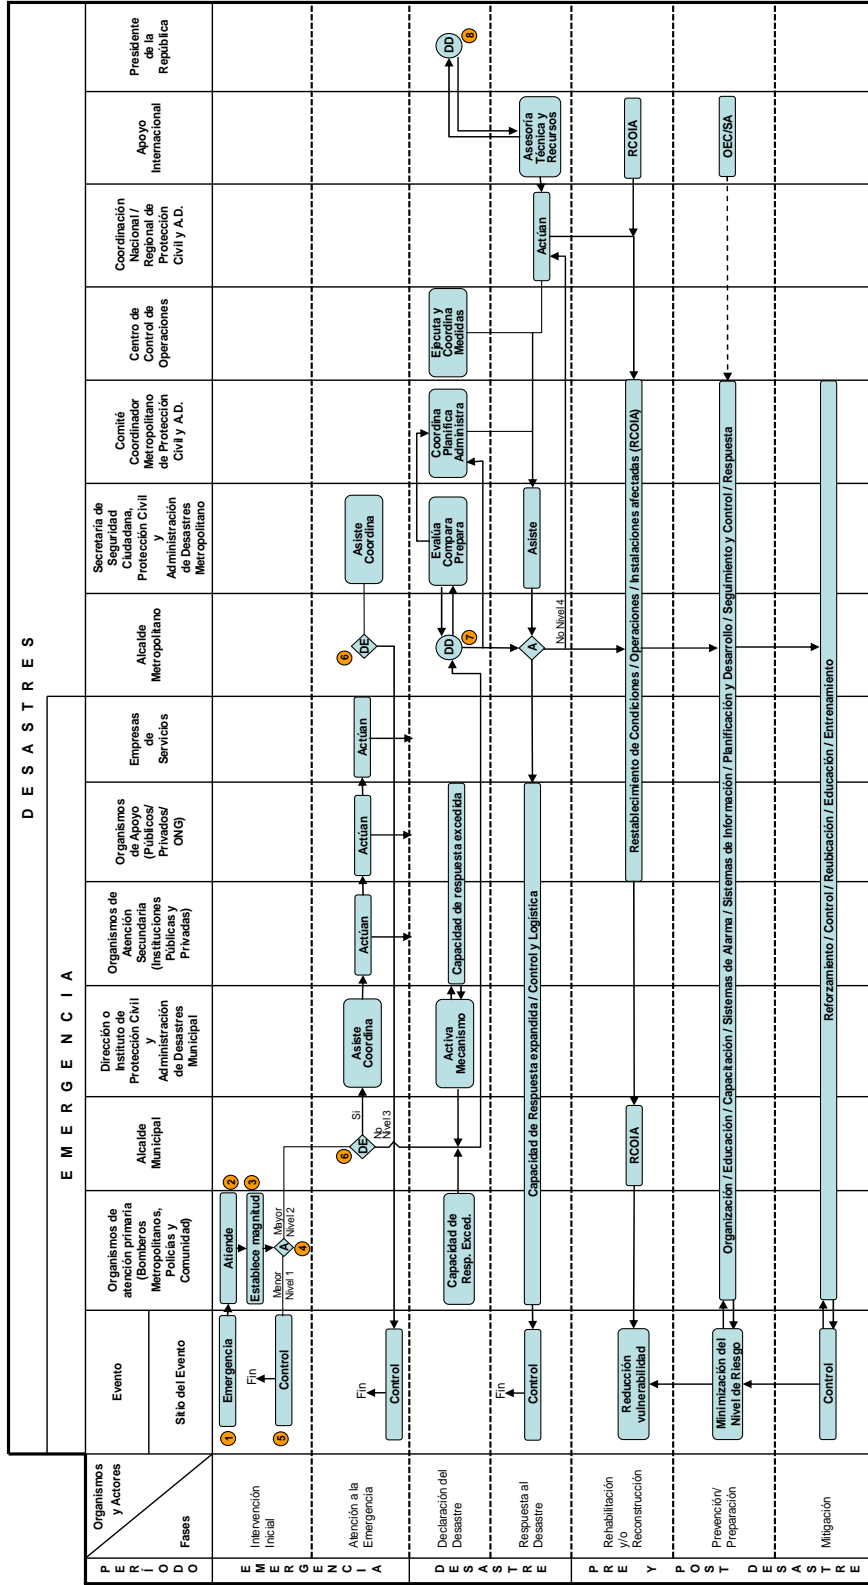 D E S A S T R E S
E M E R G E N C I A
P E R Í O D O
Organismos
y Actores
Fases
Evento
Sitio del Evento
Organismos de
atención primaria
(Bomberos
Metropolitanos,
Policías y
Comunidad)
Alcalde
Municipal
Dirección o
Instituto de
Protección Civil
y
Administración
de Desastres
Municipal
Organismos de
Atención
Secundaria
(Instituciones
Públicas y
Privadas)
Organismos
de Apoyo
(Públicos/
Privados/
ONG)
Empresas
de
Servicios
Alcalde
Metropolitano
Secretaría de
Seguridad
Ciudadana,
Protección Civil
y
Administración
de Desastres
Metropolitano
Comité
Coordinador
Metropolitano
de Protección
Civil y A.D.
Centro de
Control de
Operaciones
Coordinación
Nacional /
Regional de
Protección
Civil y A.D.
Apoyo
Internacional
Presidente
de la
República
E M E R G E N C I A
Intervención
Inicial
1
Emergencia
Atiende
2
Establece magnitud
3
Fin
5
Control
Menor
Nivel 1
A
4
Mayor
Nivel 2
Atención a la
Emergencia
Fin
Control
6
DE
Si
No
Nivel 3
Asiste
Coordina
Actúan
Actúan
Actúan
6
DE
Asiste
Coordina
D E S A S T R E
Declaración del
Desastre
Capacidad de
Resp. Exced.
Activa
Mecanismo
Capacidad de respuesta excedida
DD
7
Evalúa
Compara
Prepara
Coordina
Planifica
Administra
Ejecuta y
Coordina
Medidas
DD
8
Respuesta al
Desastre
Fin
Control
Capacidad de Respuesta expandida / Control y Logística
A
No Nivel 4
Asiste
Actúan
Asesoría
Técnica y
Recursos
P R E Y P O S T D E S A S T R E
Rehabilitación
y/o
Reconstrucción
Reducción
vulnerabilidad
RCOIA
Restablecimiento de Condiciones / Operaciones / Instalaciones afectadas (RCOIA)
RCOIA
Prevención/
Preparación
Minimización del
Nivel de Riesgo
Organización / Educación / Capacitación / Sistemas de Alarma / Sistemas de Información / Planificación y Desarrollo / Seguimiento y Control / Respuesta
OEC/SA
Mitigación
Control
Reforzamiento / Control / Reubicación / Educación / Entrenamiento